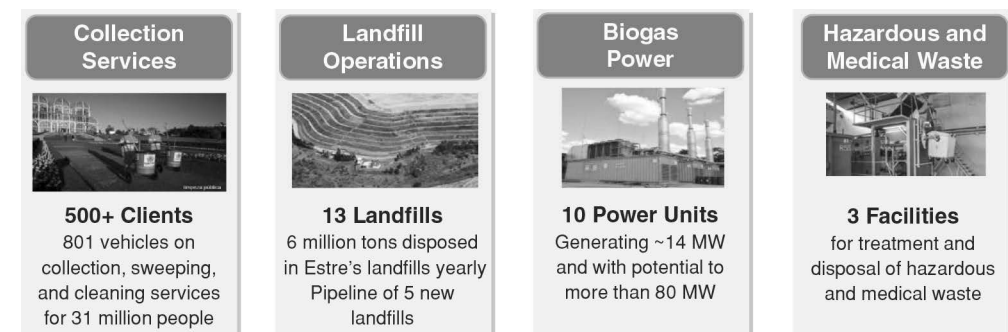 Collection
Services
500+ Clients
801 vehicles on
collection, sweeping,
and cleaning services
for 31 million people
Landfill
Operations
13 Landfills
6 million tons disposed
in Estre's landfills yearly
Pipeline of 5 new
landfills
Biogas
Power
10 Power Units
Generating ~14 MW
and with potential to
more than 80 MW
Hazardous and
Medical Waste
3 Facilities
for treatment and
disposal of hazardous
and medical waste